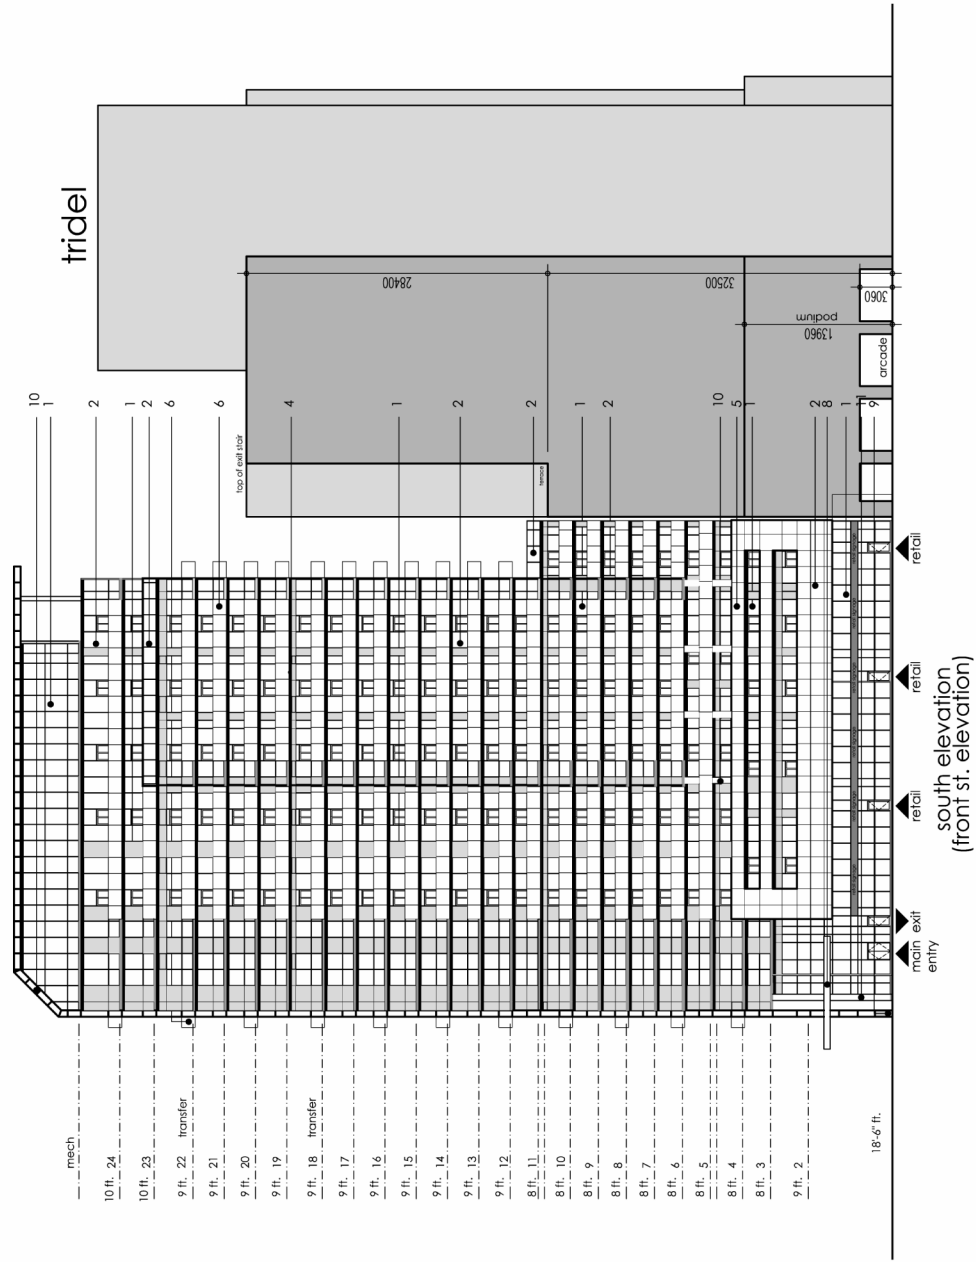 tridel
10
1
2
1
2
6
6
4
1
2
2
1
2
10
5
1
2
8
1
1
9
top of exit stair
terrace
28400
32500
podium
13960
3060
arcade
mech
10 ft. 24
10 ft. 23
9 ft. 22 transfer
9 ft. 21
9 ft. 20
9 ft. 19
9 ft. 18 transfer
9 ft. 17
9 ft. 16
9 ft. 15
9 ft. 14
9 ft. 13
9 ft. 12
8 ft. 11
8 ft. 10
8 ft. 9
8 ft. 8
8 ft. 7
8 ft. 6
8 ft. 5
8 ft. 4
8 ft. 3
9 ft. 2
18'-6" ft.
main
entry
exit
retail
retail
retail
south elevation
(front st. elevation)